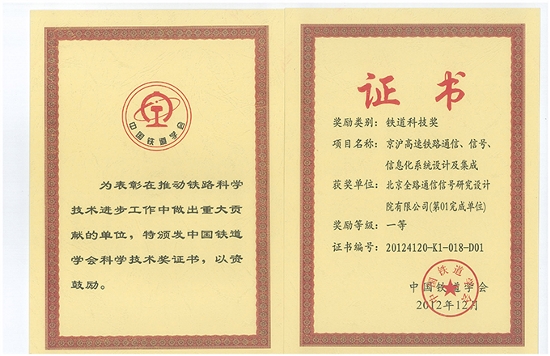 中国铁道学会
为表彰在推动铁路科学
技术进步工作中做出重大贡
献的单位，特颁发中国铁道
学会科学技术奖证书，以资
鼓励。
证书
奖励类别：铁道科技奖
项目名称：京沪高速铁路通信、信号、
信息化系统设计及集成
获奖单位：北京全路通信信号研究设计
院有限公司(第01完成单位)
奖励等级：一等
证书编号：20124120-K1-018-D01
中国铁道学会
中国铁道学会
2012年12月